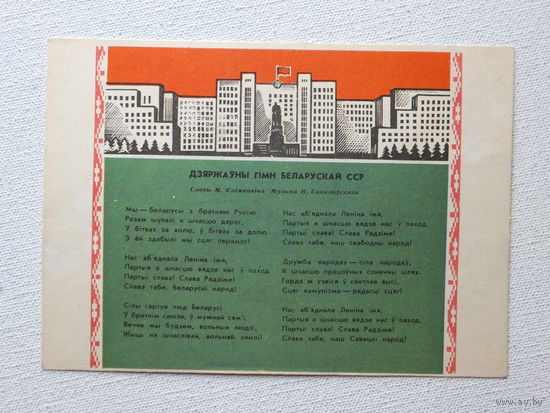 ДЗЯРЖАЎНЫ ГІМН БЕЛАРУСКАЙ ССР
Словы М. Клімковіча Музыка Н. Сакалоўскага
Мы — беларусы з братняю Руссю
Разам шукалі к шчасцю дарог,
Ў бітвах за волю, ў бітвах за долю
З ёй здабылі мы сцяг перамог!
Нас аб'яднала Леніна імя,
Партыя к шчасцю вядзе нас ў паход
Партыі слава! Слава Радзіме!
Слава табе, Беларускі народ!
Сілы гартуе люд Беларусі
Ў братнім саюзе, ў мужнай сям'і,
Вечна мы будзем, вольныя людзі,
Жыць на шчаслівай, вольнай зямлі!
Нас аб'яднала Леніна імя,
Партыя к шчасцю вядзе нас ў паход.
Партыі слава! Слава Радзіме!
Слава табе, наш свабодны народ!
Дружба народаў — сіла народаў,
К шчасцю працоўных сонечны шлях.
Горда ж узвіся ў светлае высі,
Сцяг камунізма — радасці сцяг!
Нас аб'яднала Леніна імя,
Партыя к шчасцю вядзе нас ў паход.
Партыі слава! Слава Радзіме!
Слава табе, наш Савецкі народ!
www.ay.by